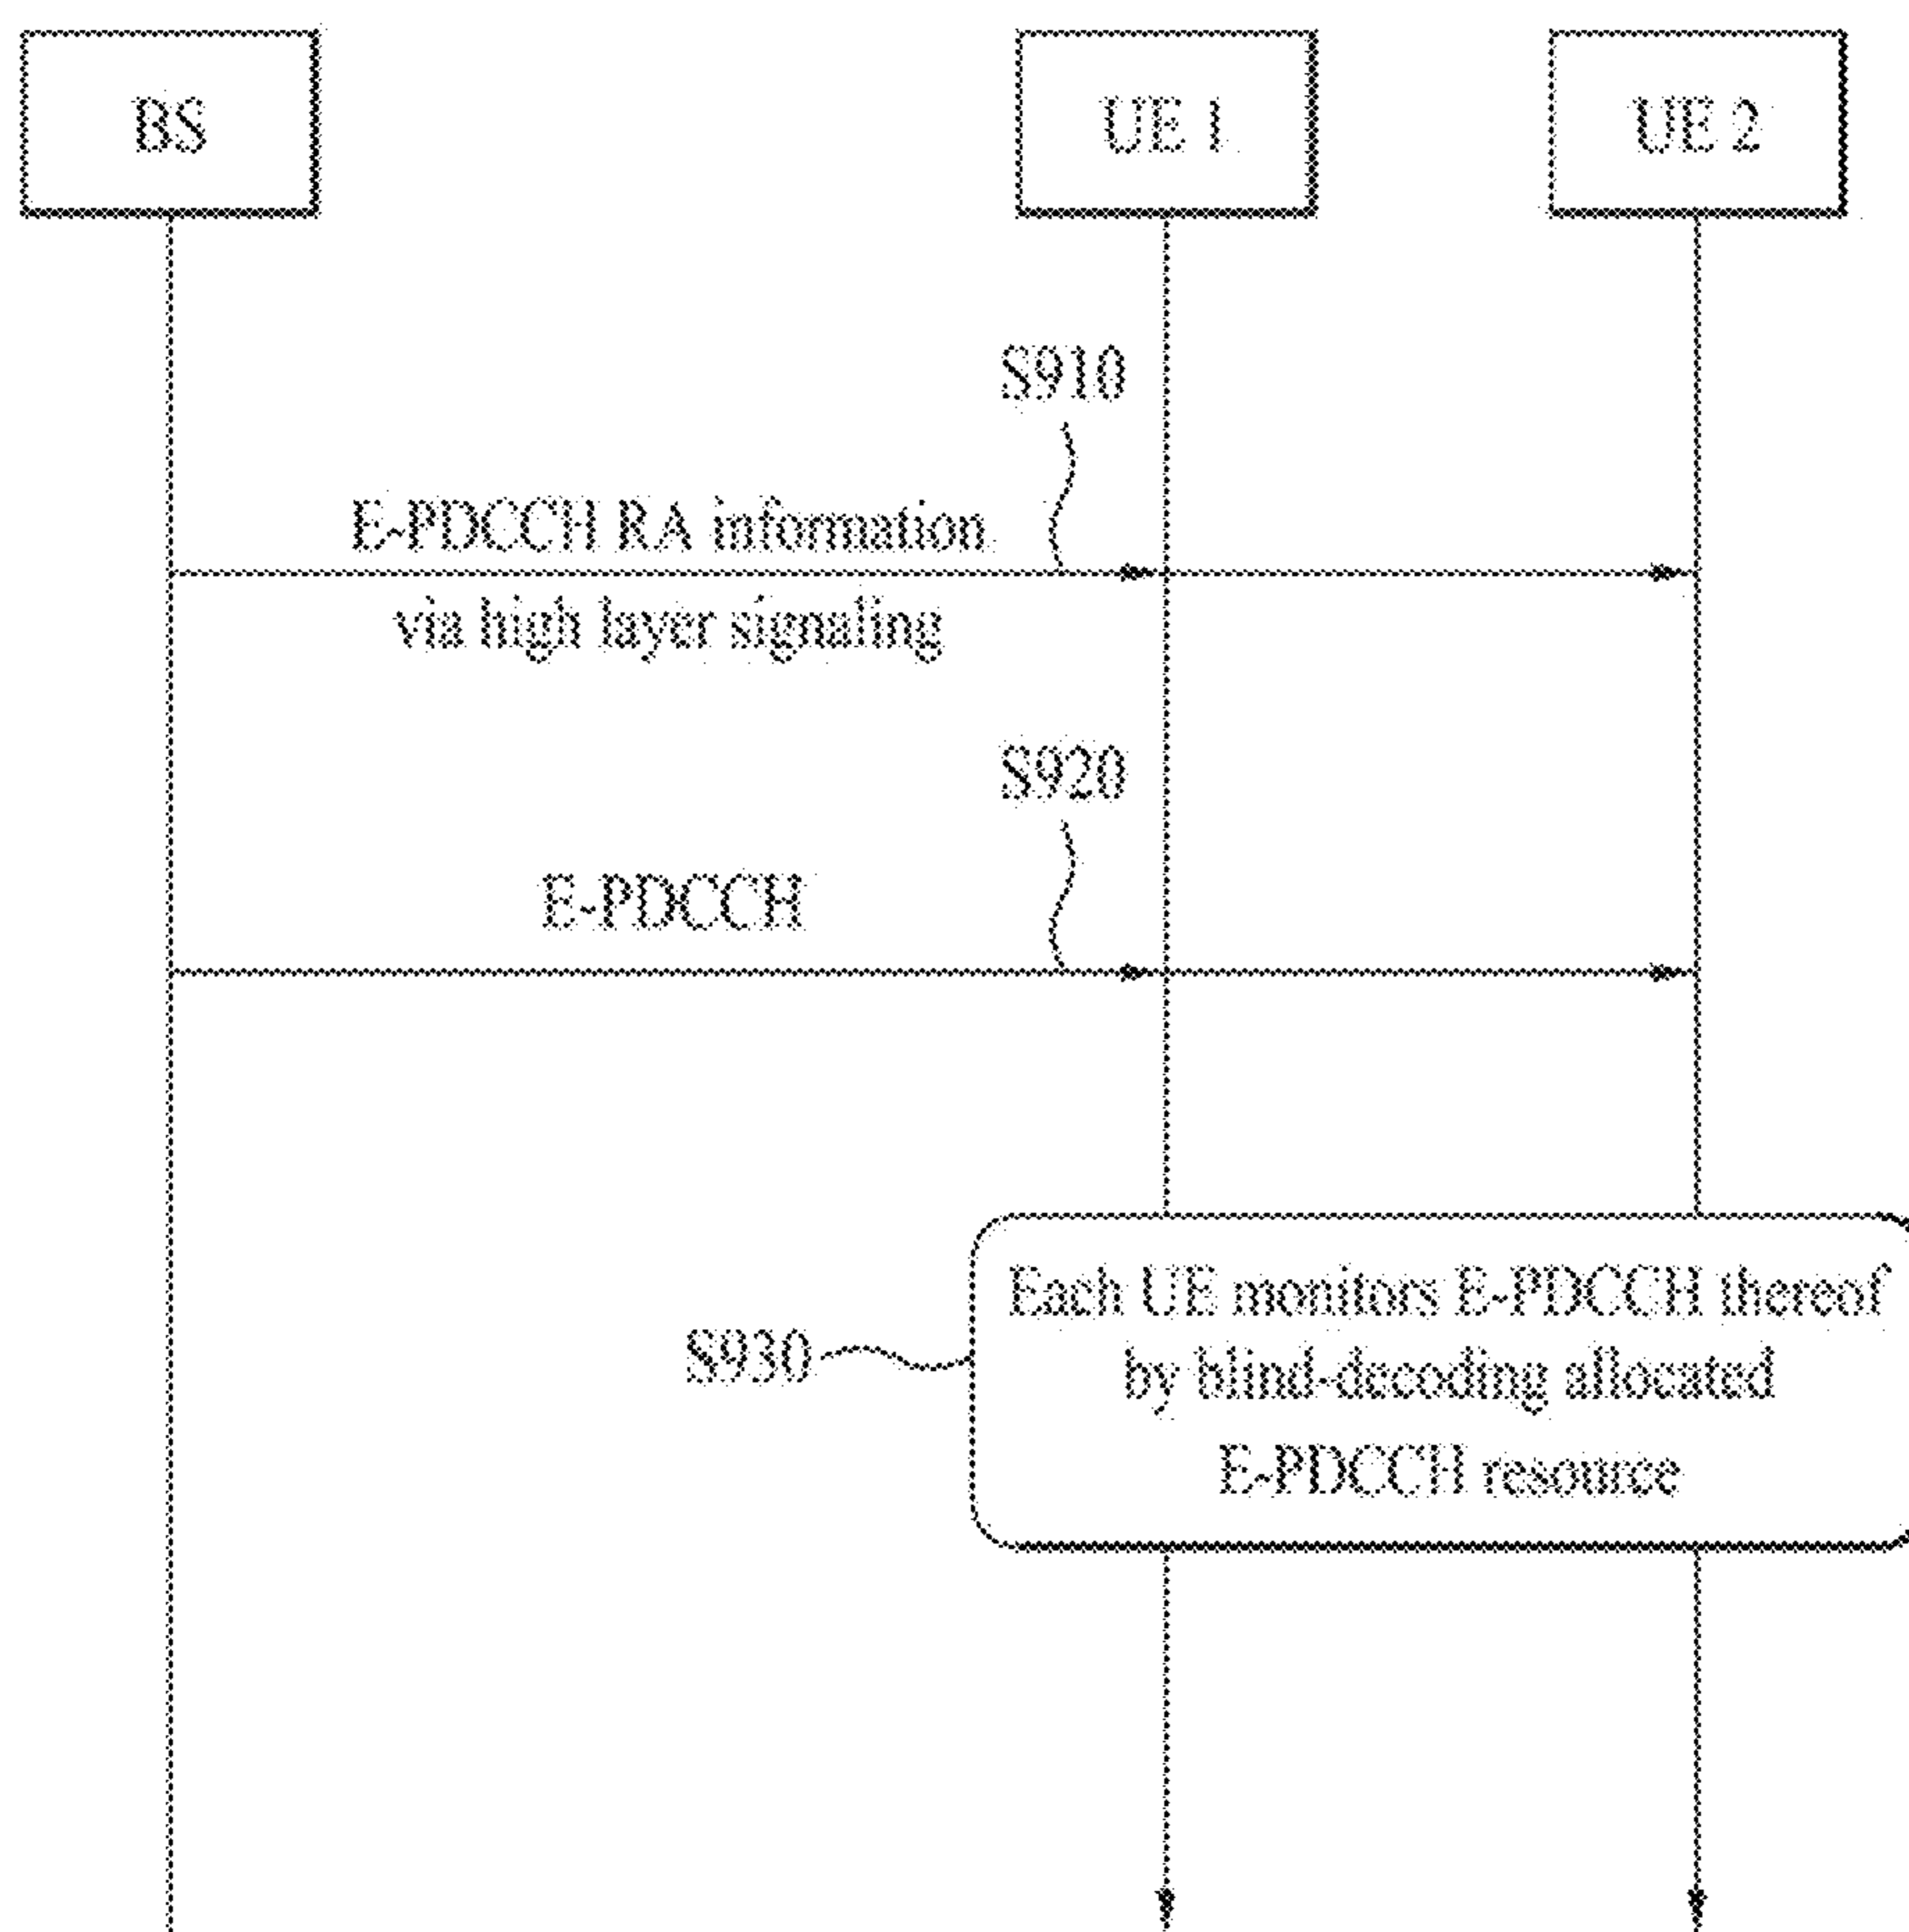 BS
UE 1
UE 2
S910
E-PDCCH RA information
via high layer signaling
S920
E-PDCCH
Each UE monitors E-PDCCH thereof
by blind-decoding allocated
E-PDCCH resource
S930